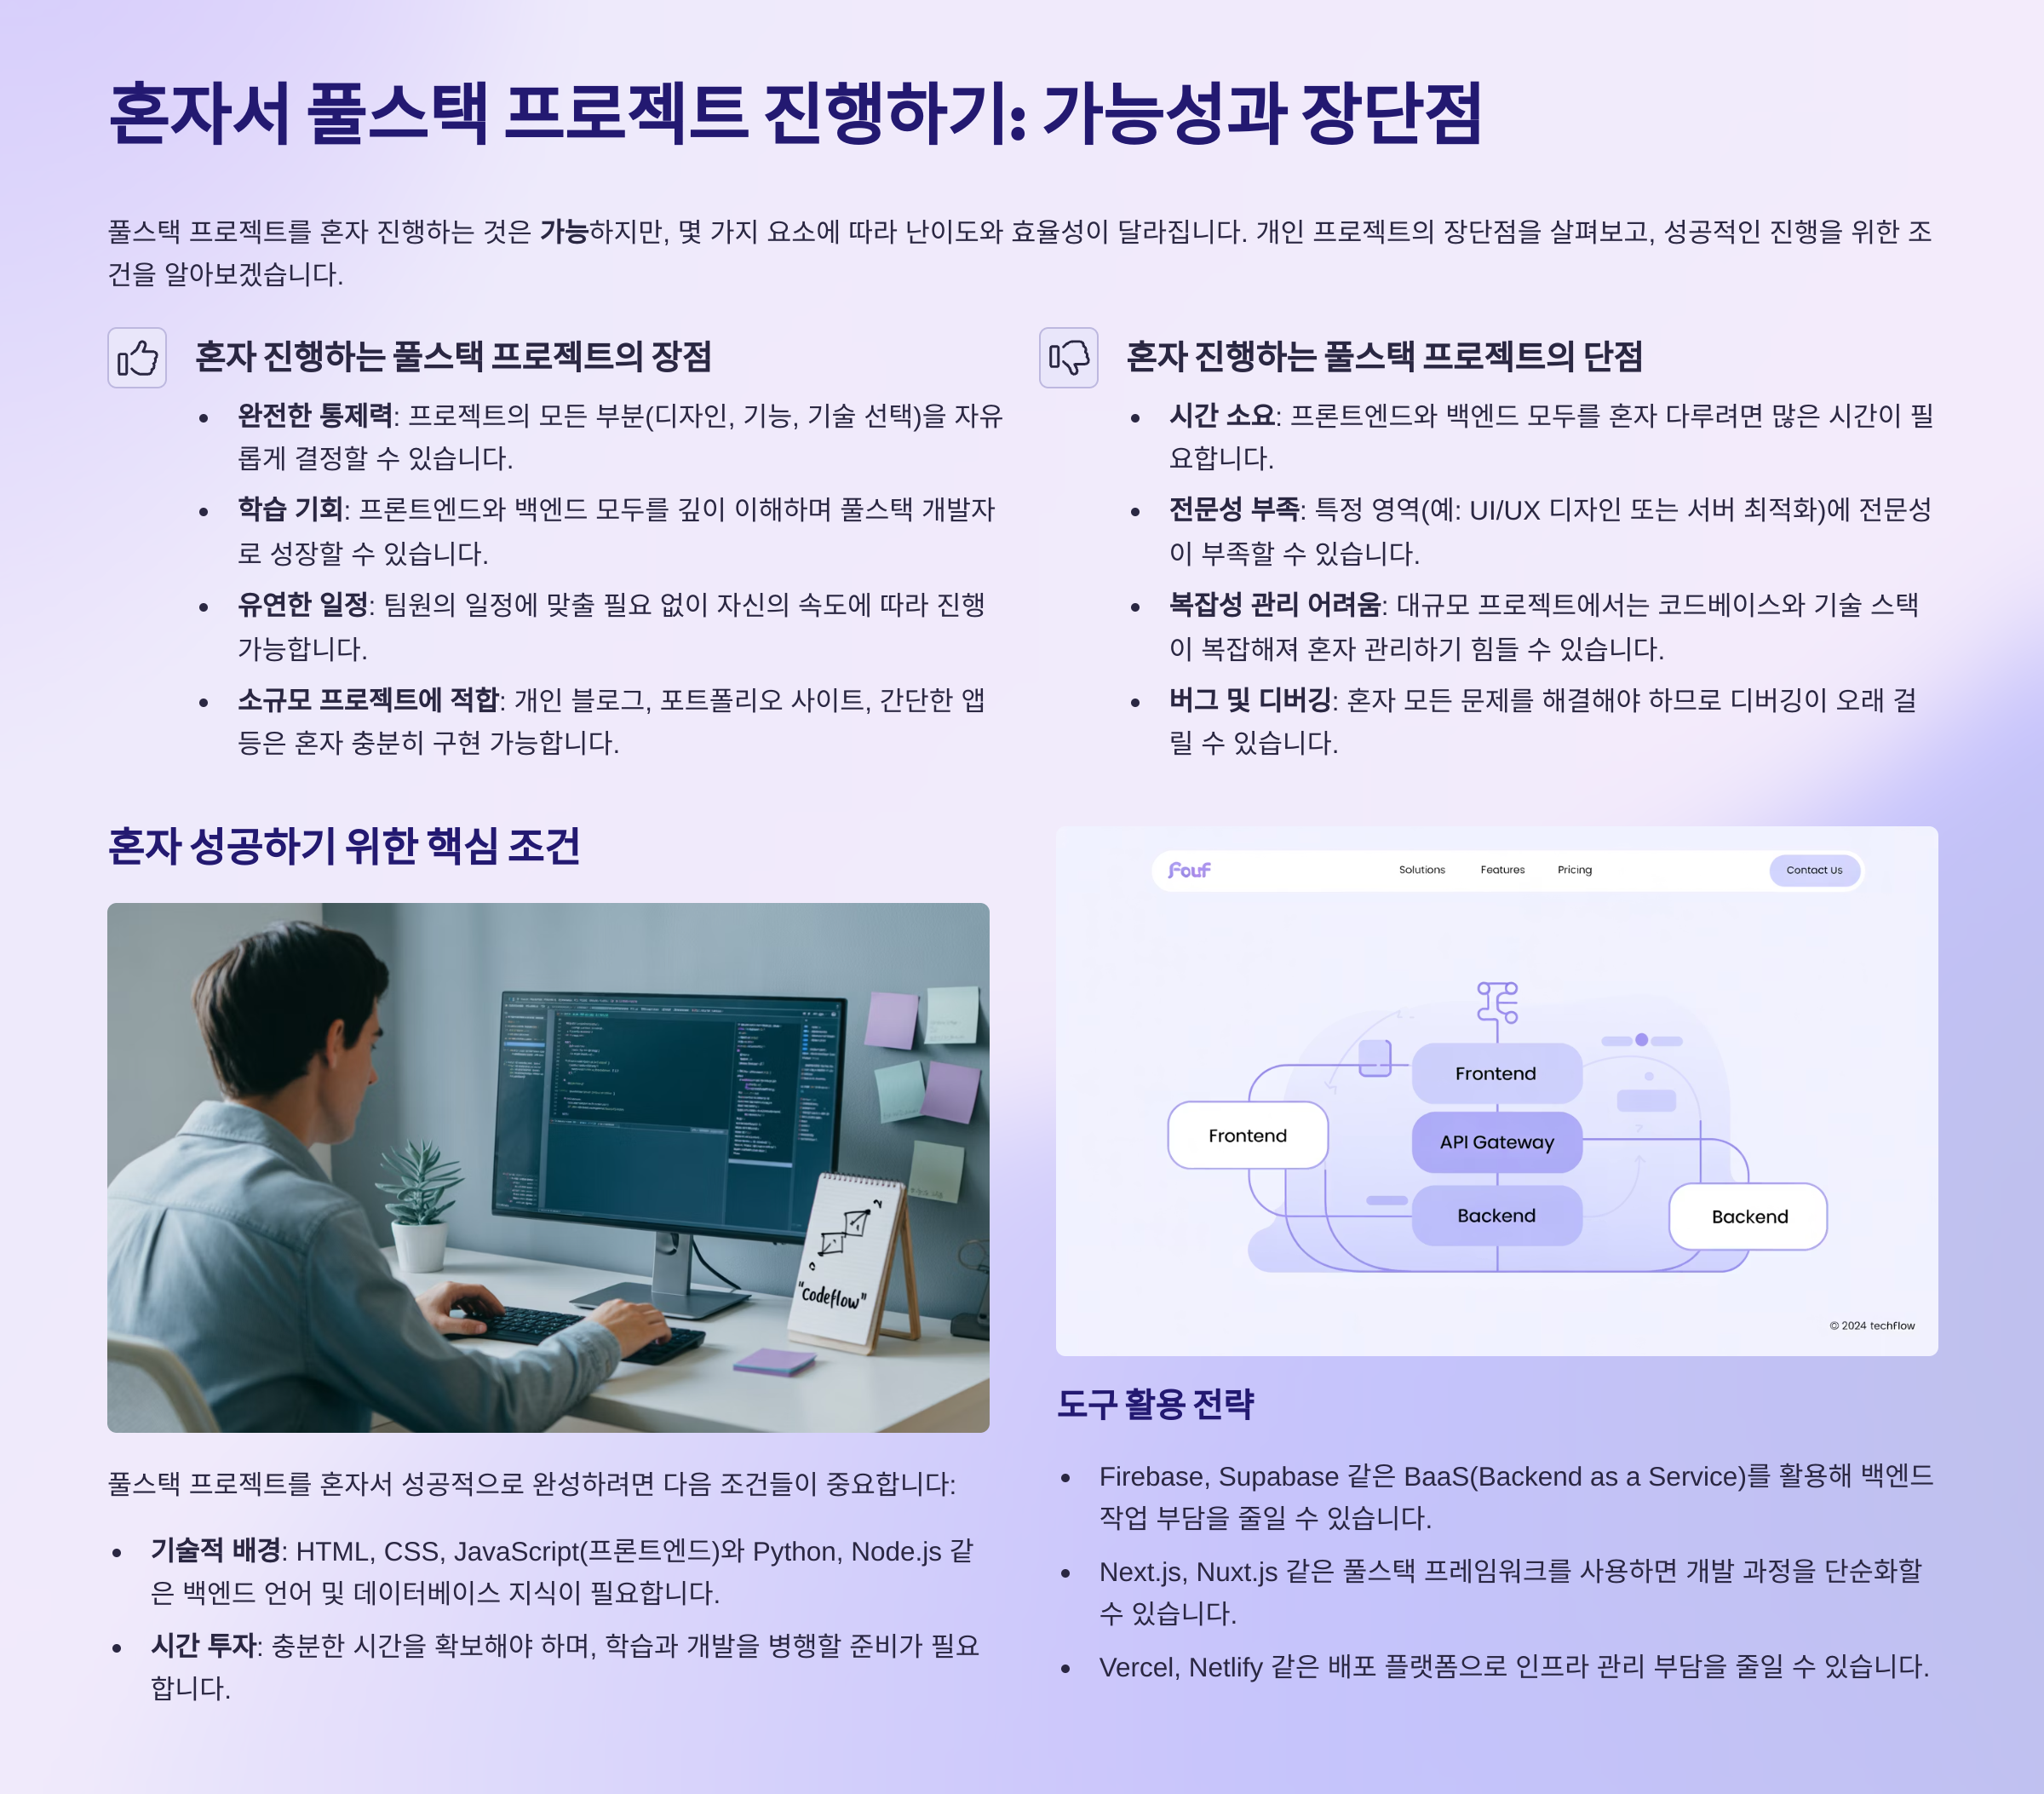 혼자서 풀스택 프로젝트 진행하기: 가능성과 장단점
풀스택 프로젝트를 혼자 진행하는 것은 가능하지만, 몇 가지 요소에 따라 난이도와 효율성이 달라집니다. 개인 프로젝트의 장단점을 살펴보고, 성공적인 진행을 위한 조
건을 알아보겠습니다.
혼자 진행하는 풀스택 프로젝트의 장점
• 완전한 통제력: 프로젝트의 모든 부분(디자인, 기능, 기술 선택)을 자유
롭게 결정할 수 있습니다.
• 학습 기회: 프론트엔드와 백엔드 모두를 깊이 이해하며 풀스택 개발자
로 성장할 수 있습니다.
• 유연한 일정: 팀원의 일정에 맞출 필요 없이 자신의 속도에 따라 진행
가능합니다.
• 소규모 프로젝트에 적합: 개인 블로그, 포트폴리오 사이트, 간단한 앱
등은 혼자 충분히 구현 가능합니다.
혼자 진행하는 풀스택 프로젝트의 단점
• 시간 소요: 프론트엔드와 백엔드 모두를 혼자 다루려면 많은 시간이 필
요합니다.
• 전문성 부족: 특정 영역(예: UI/UX 디자인 또는 서버 최적화)에 전문성
이 부족할 수 있습니다.
• 복잡성 관리 어려움: 대규모 프로젝트에서는 코드베이스와 기술 스택
이 복잡해져 혼자 관리하기 힘들 수 있습니다.
• 버그 및 디버깅: 혼자 모든 문제를 해결해야 하므로 디버깅이 오래 걸
릴 수 있습니다.
혼자 성공하기 위한 핵심 조건
"Codeflow"
풀스택 프로젝트를 혼자서 성공적으로 완성하려면 다음 조건들이 중요합니다:
• 기술적 배경: HTML, CSS, JavaScript(프론트엔드)와 Python, Node.js 같
은 백엔드 언어 및 데이터베이스 지식이 필요합니다.
• 시간 투자: 충분한 시간을 확보해야 하며, 학습과 개발을 병행할 준비가 필요
합니다.
fouf Solutions Features Pricing Contact Us
Frontend
Frontend
API Gateway
Backend
Backend
© 2024 techflow
도구 활용 전략
• Firebase, Supabase 같은 BaaS(Backend as a Service)를 활용해 백엔드
작업 부담을 줄일 수 있습니다.
• Next.js, Nuxt.js 같은 풀스택 프레임워크를 사용하면 개발 과정을 단순화할
수 있습니다.
• Vercel, Netlify 같은 배포 플랫폼으로 인프라 관리 부담을 줄일 수 있습니다.